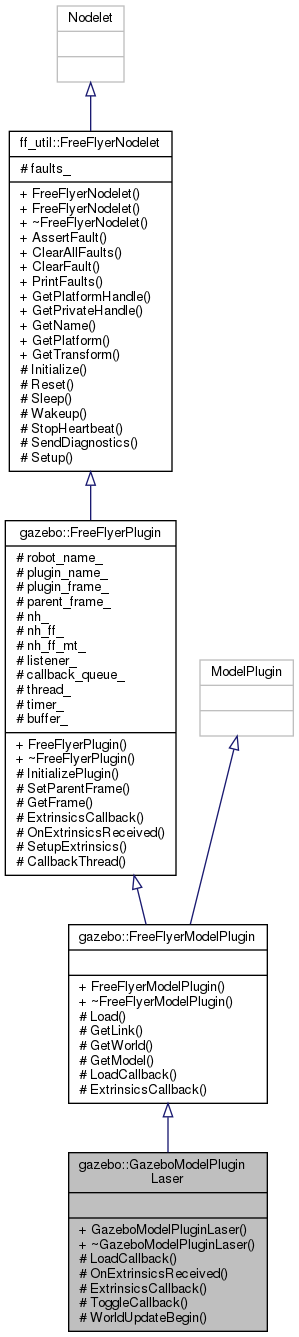 Nodelet
ff_util::FreeFlyerNodelet
# faults_
+ FreeFlyerNodelet()
+ FreeFlyerNodelet()
+ ~FreeFlyerNodelet()
+ AssertFault()
+ ClearAllFaults()
+ ClearFault()
+ PrintFaults()
+ GetPlatformHandle()
+ GetPrivateHandle()
+ GetName()
+ GetPlatform()
+ GetTransform()
# Initialize()
# Reset()
# Sleep()
# Wakeup()
# StopHeartbeat()
# SendDiagnostics()
# Setup()
gazebo::FreeFlyerPlugin
# robot_name_
# plugin_name_
# plugin_frame_
# parent_frame_
# nh_
# nh_ff_
# nh_ff_mt_
# listener_
# callback_queue_
# thread_
# timer_
# buffer_
+ FreeFlyerPlugin()
+ ~FreeFlyerPlugin()
# InitializePlugin()
# SetParentFrame()
# GetFrame()
# ExtrinsicsCallback()
# OnExtrinsicsReceived()
# SetupExtrinsics()
# CallbackThread()
ModelPlugin
gazebo::FreeFlyerModelPlugin
+ FreeFlyerModelPlugin()
+ ~FreeFlyerModelPlugin()
# Load()
# GetLink()
# GetWorld()
# GetModel()
# LoadCallback()
# ExtrinsicsCallback()
gazebo::GazeboModelPlugin
Laser
+ GazeboModelPluginLaser()
+ ~GazeboModelPluginLaser()
# LoadCallback()
# OnExtrinsicsReceived()
# ExtrinsicsCallback()
# ToggleCallback()
# WorldUpdateBegin()